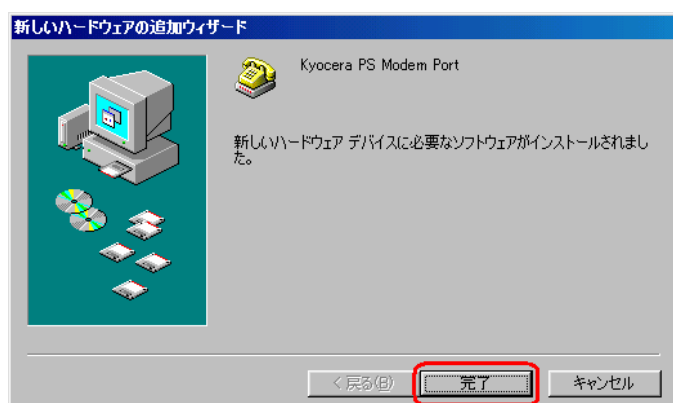 新しいハードウェアの追加ウィザード
Kyocera PS Modem Port
新しいハードウェア デバイスに必要なソフトウェアがインストールされまし
た。
< 戻る(B)
完了
キャンセル